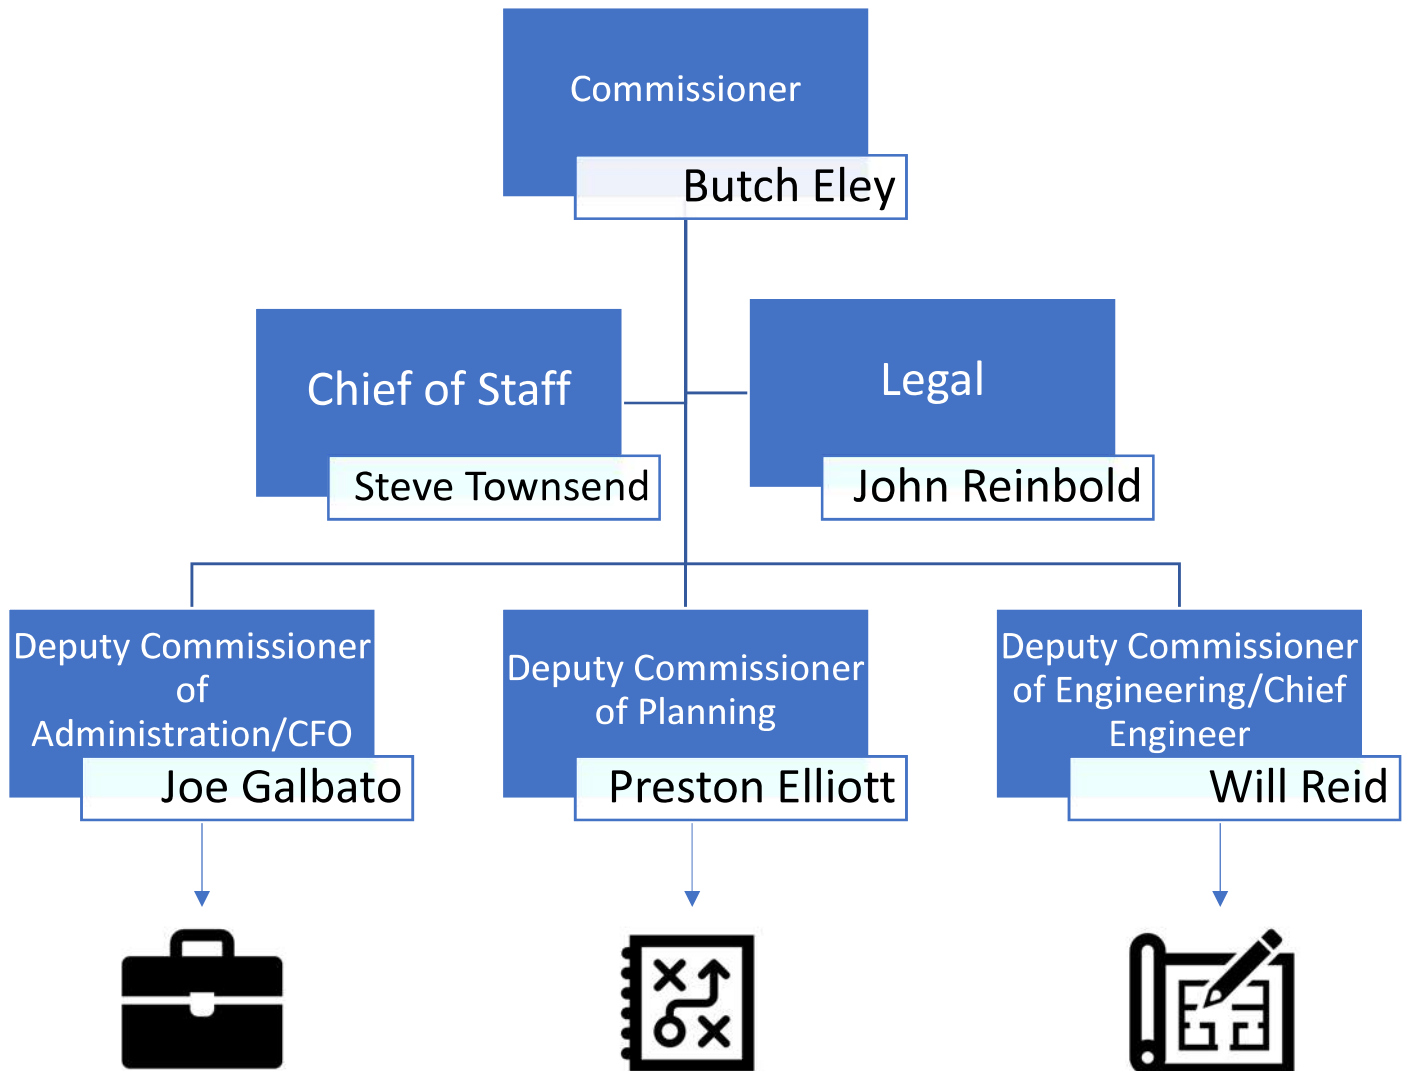 Commissioner
Butch Eley
Chief of Staff
Steve Townsend
Legal
John Reinbold
Deputy Commissioner
of
Administration/CFO
Joe Galbato
Deputy Commissioner
of Planning
Preston Elliott
Deputy Commissioner
of Engineering/Chief
Engineer
Will Reid